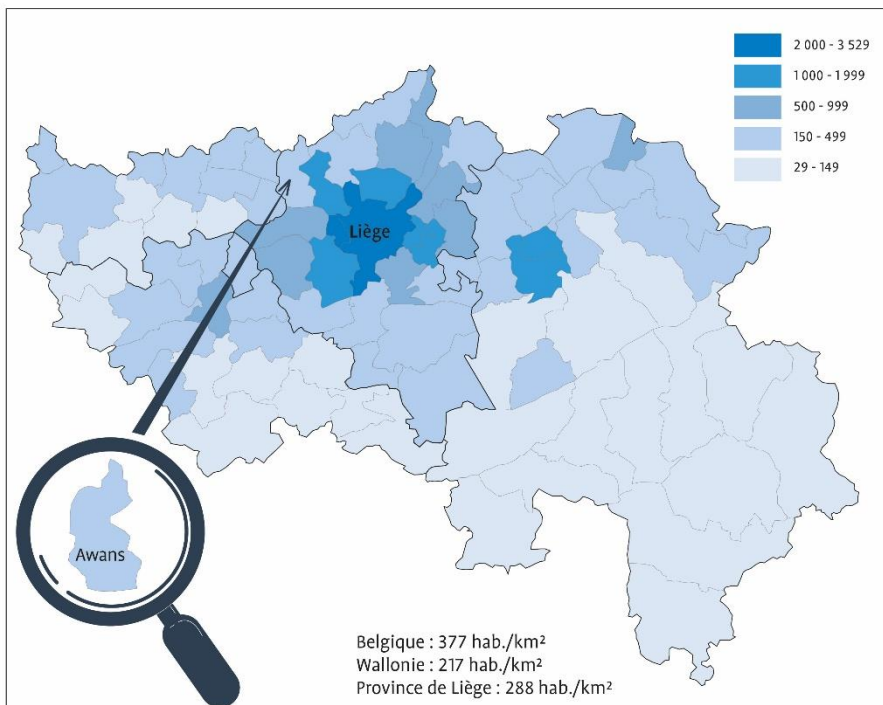 2 000 - 3 529
1 000 - 1 999
500 - 999
150 - 499
29 - 149
Liège
Awans
Belgique : 377 hab./km²
Wallonie : 217 hab./km²
Province de Liège : 288 hab./km²